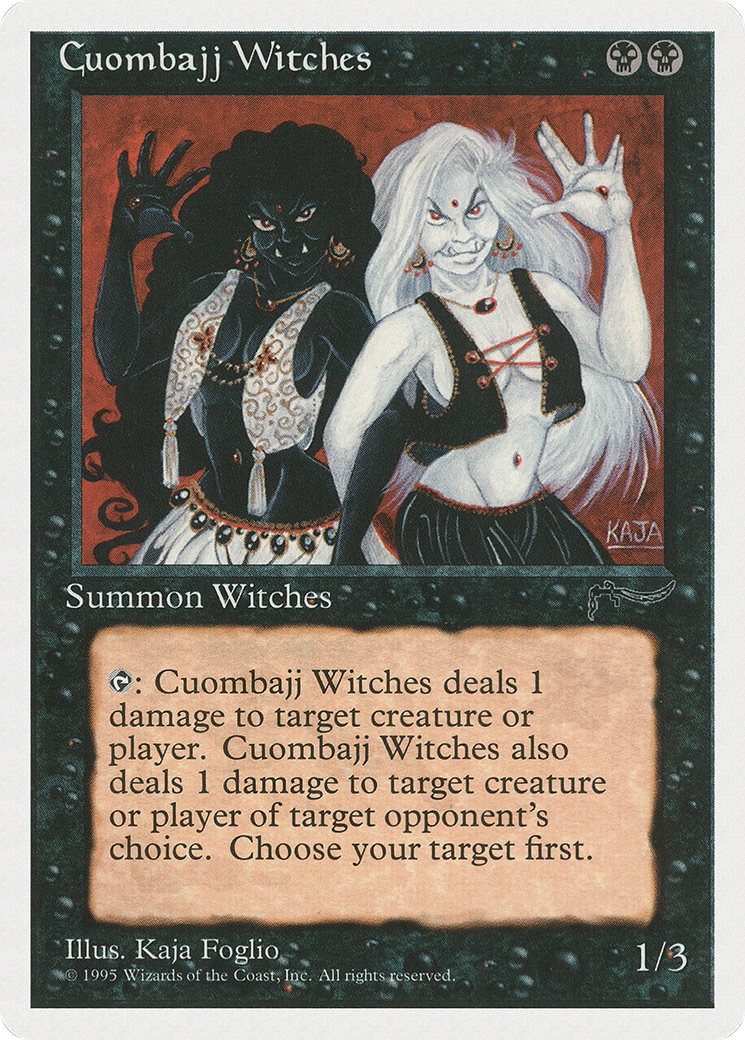 Cuombajj Witches
KAJA
Summon Witches
: Cuombajj Witches deals 1
damage to target creature or
player. Cuombajj Witches also
deals 1 damage to target creature
or player of target opponent's
choice. Choose your target first.
Illus. Kaja Foglio
1/3
© 1995 Wizards of the Coast, Inc. All rights reserved.